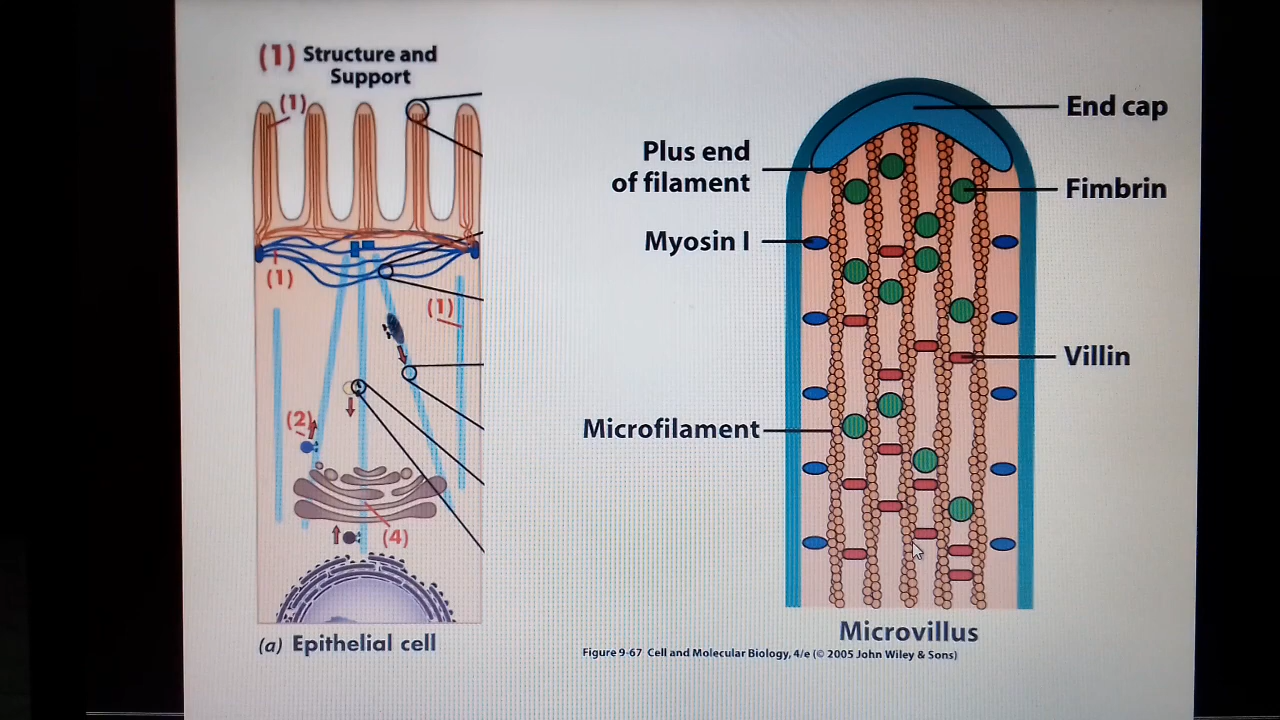 (1) Structure and
Support
(1)
(1)
(1)
(2)
(4)
(a) Epithelial cell
End cap
Plus end
of filament
Fimbrin
Myosin I
Villin
Microfilament
Microvillus
Figure 9-67 Cell and Molecular Biology, 4/e (© 2005 John Wiley & Sons)